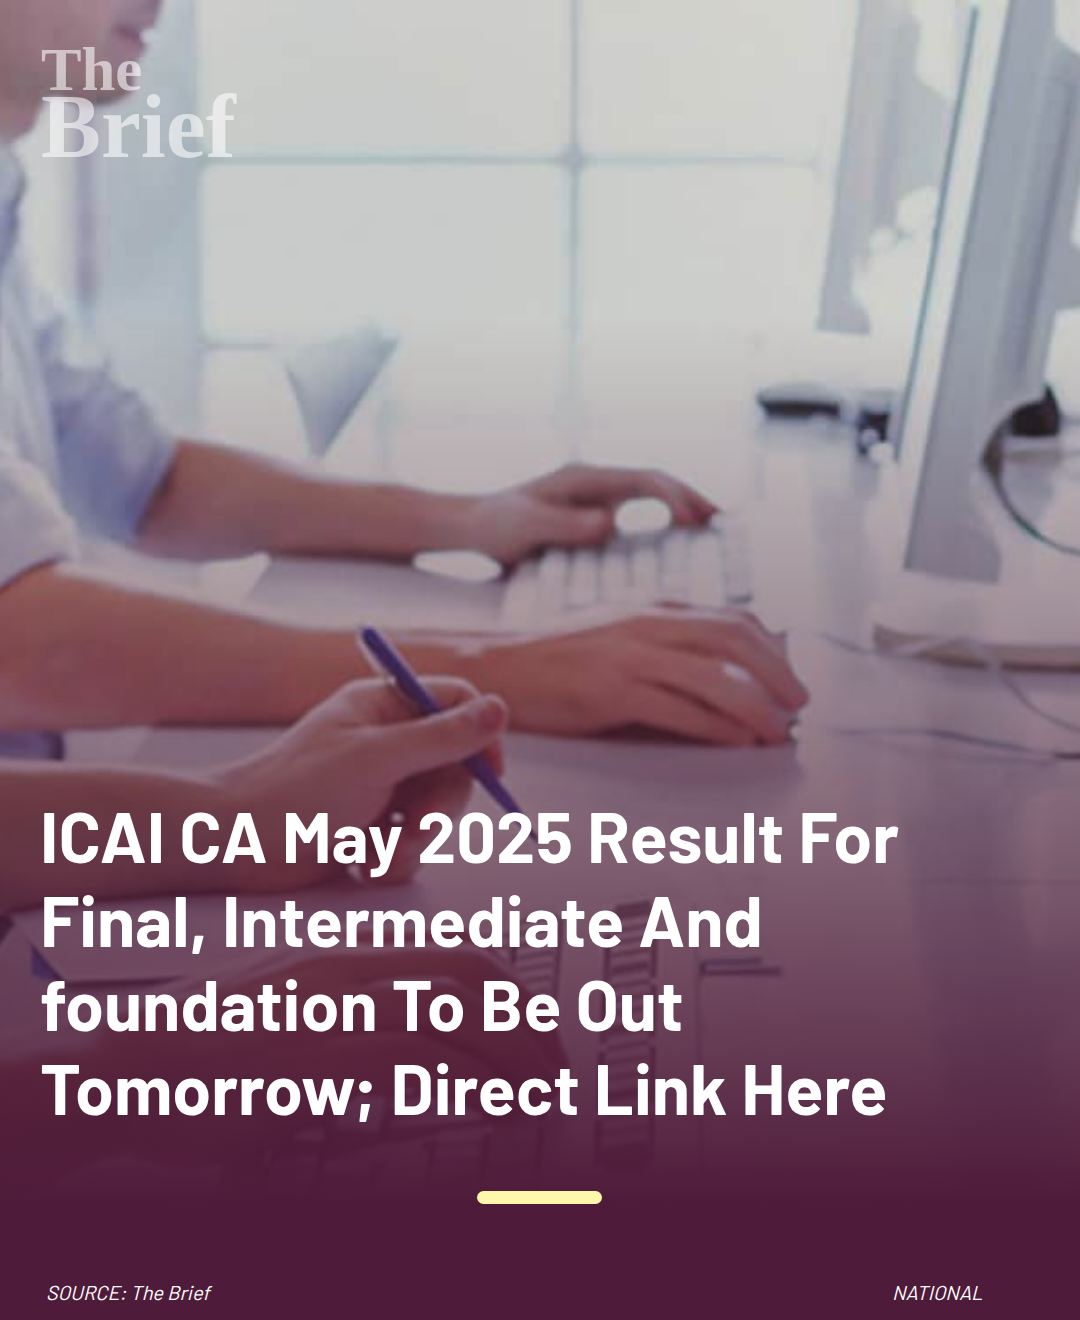 The
Brief
ICAI CA May 2025 Result For
Final, Intermediate And
foundation To Be Out
Tomorrow; Direct Link Here
SOURCE: The Brief
NATIONAL